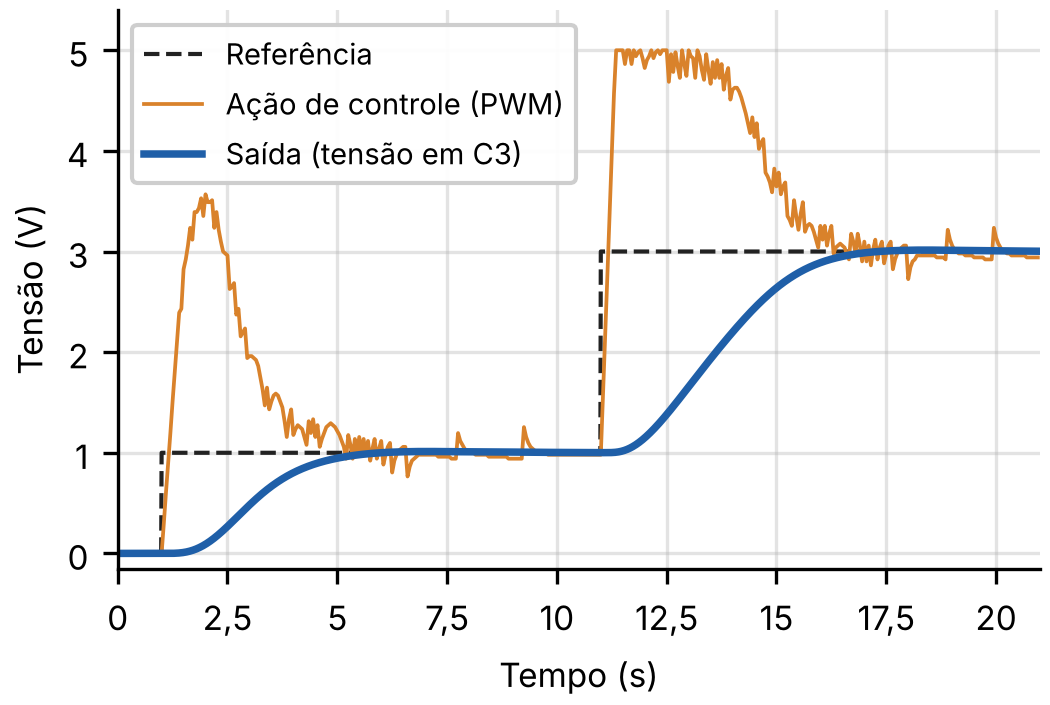 Referência
Ação de controle (PWM)
Saída (tensão em C3)
Tensão (V)
5
4
3
2
1
0
0 2,5 5 7,5 10 12,5 15 17,5 20
Tempo (s)